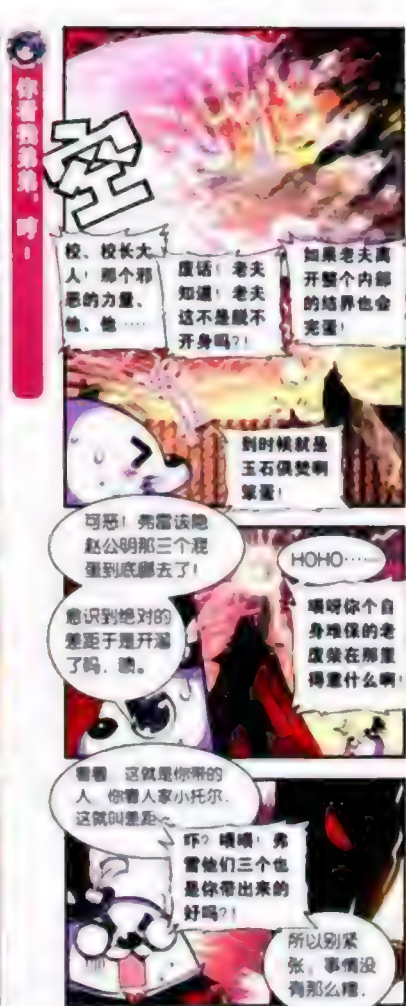 你看我弟弟，哼！
校、校长大
人！那个邪
恶的力量、
他、他……
废话！老夫
知道！老夫
这不是脱不
开身吗？！
如果老夫离
开整个内部
的结界也会
完蛋！
到时候就是
玉石俱焚啊
笨蛋！
可恶！弗雷该隐
赵公明那三个混
蛋到底哪去了！
意识到绝对的
差距于是开溜
了吗，啧。
HOHO……
喂呀你个自
身难保的老
废柴在那里
得意什么啊！
看看，这就是你带的
人，你看人家小托尔，
这就叫差距～
吓？喂喂！弗
雷他们三个也
是你带出来的
好吗？！
所以别紧
张，事情没
有那么糟，